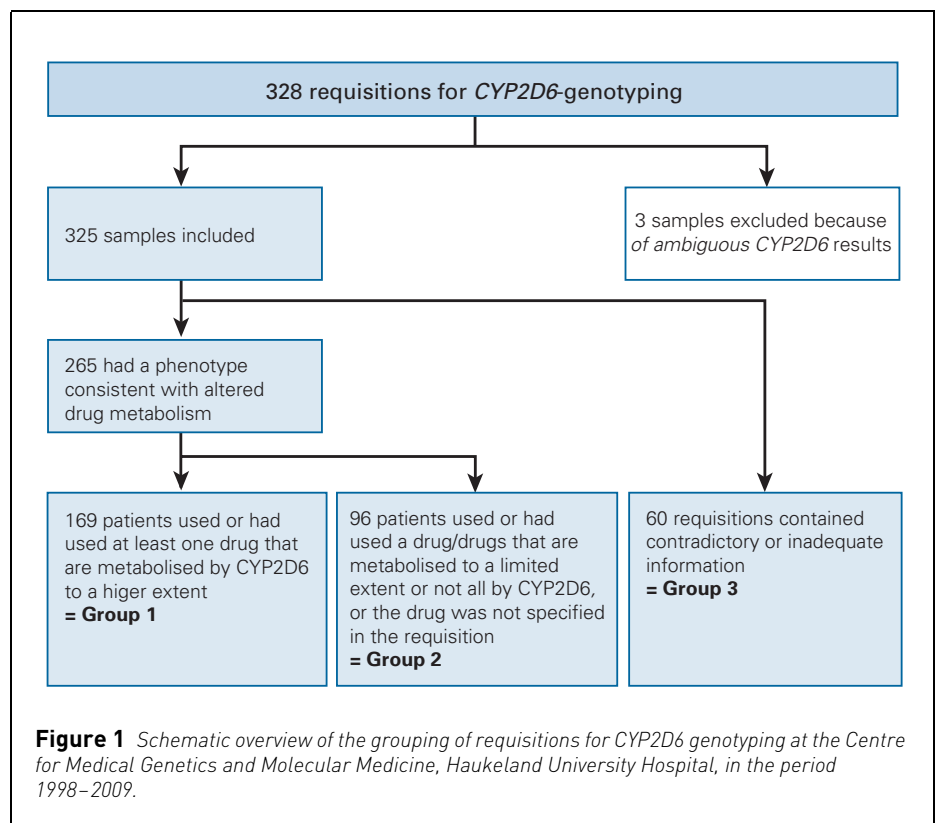 328 requisitions for CYP2D6-genotyping
325 samples included
3 samples excluded because
of ambiguous CYP2D6 results
265 had a phenotype
consistent with altered
drug metabolism
169 patients used or had
used at least one drug that
are metabolised by CYP2D6
to a higer extent
= Group 1
96 patients used or had
used a drug/drugs that are
metabolised to a limited
extent or not all by CYP2D6,
or the drug was not specified
in the requisition
= Group 2
60 requisitions contained
contradictory or inadequate
information
= Group 3
Figure 1 Schematic overview of the grouping of requisitions for CYP2D6 genotyping at the Centre
for Medical Genetics and Molecular Medicine, Haukeland University Hospital, in the period
1998–2009.